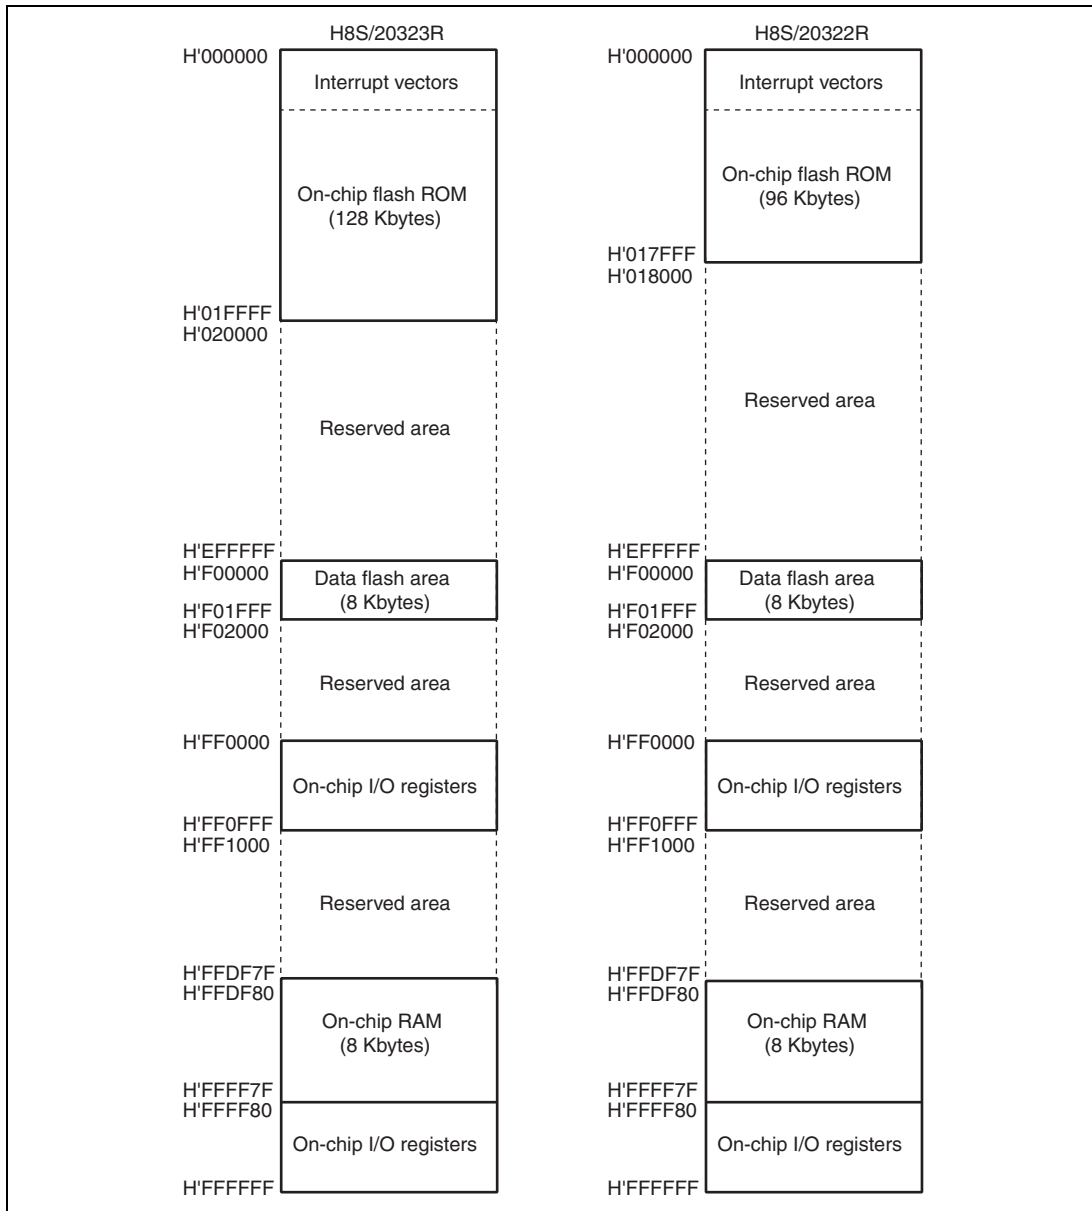 H8S/20323R
H'000000
Interrupt vectors
On-chip flash ROM
(128 Kbytes)
H'01FFFF
H'020000
Reserved area
H'EFFFFF
H'F00000
Data flash area
(8 Kbytes)
H'F01FFF
H'F02000
Reserved area
H'FF0000
On-chip I/O registers
H'FF0FFF
H'FF1000
Reserved area
H'FFDF7F
H'FFDF80
On-chip RAM
(8 Kbytes)
H'FFFF7F
H'FFFF80
On-chip I/O registers
H'FFFFFF
H8S/20322R
H'000000
Interrupt vectors
On-chip flash ROM
(96 Kbytes)
H'017FFF
H'018000
Reserved area
H'EFFFFF
H'F00000
Data flash area
(8 Kbytes)
H'F01FFF
H'F02000
Reserved area
H'FF0000
On-chip I/O registers
H'FF0FFF
H'FF1000
Reserved area
H'FFDF7F
H'FFDF80
On-chip RAM
(8 Kbytes)
H'FFFF7F
H'FFFF80
On-chip I/O registers
H'FFFFFF